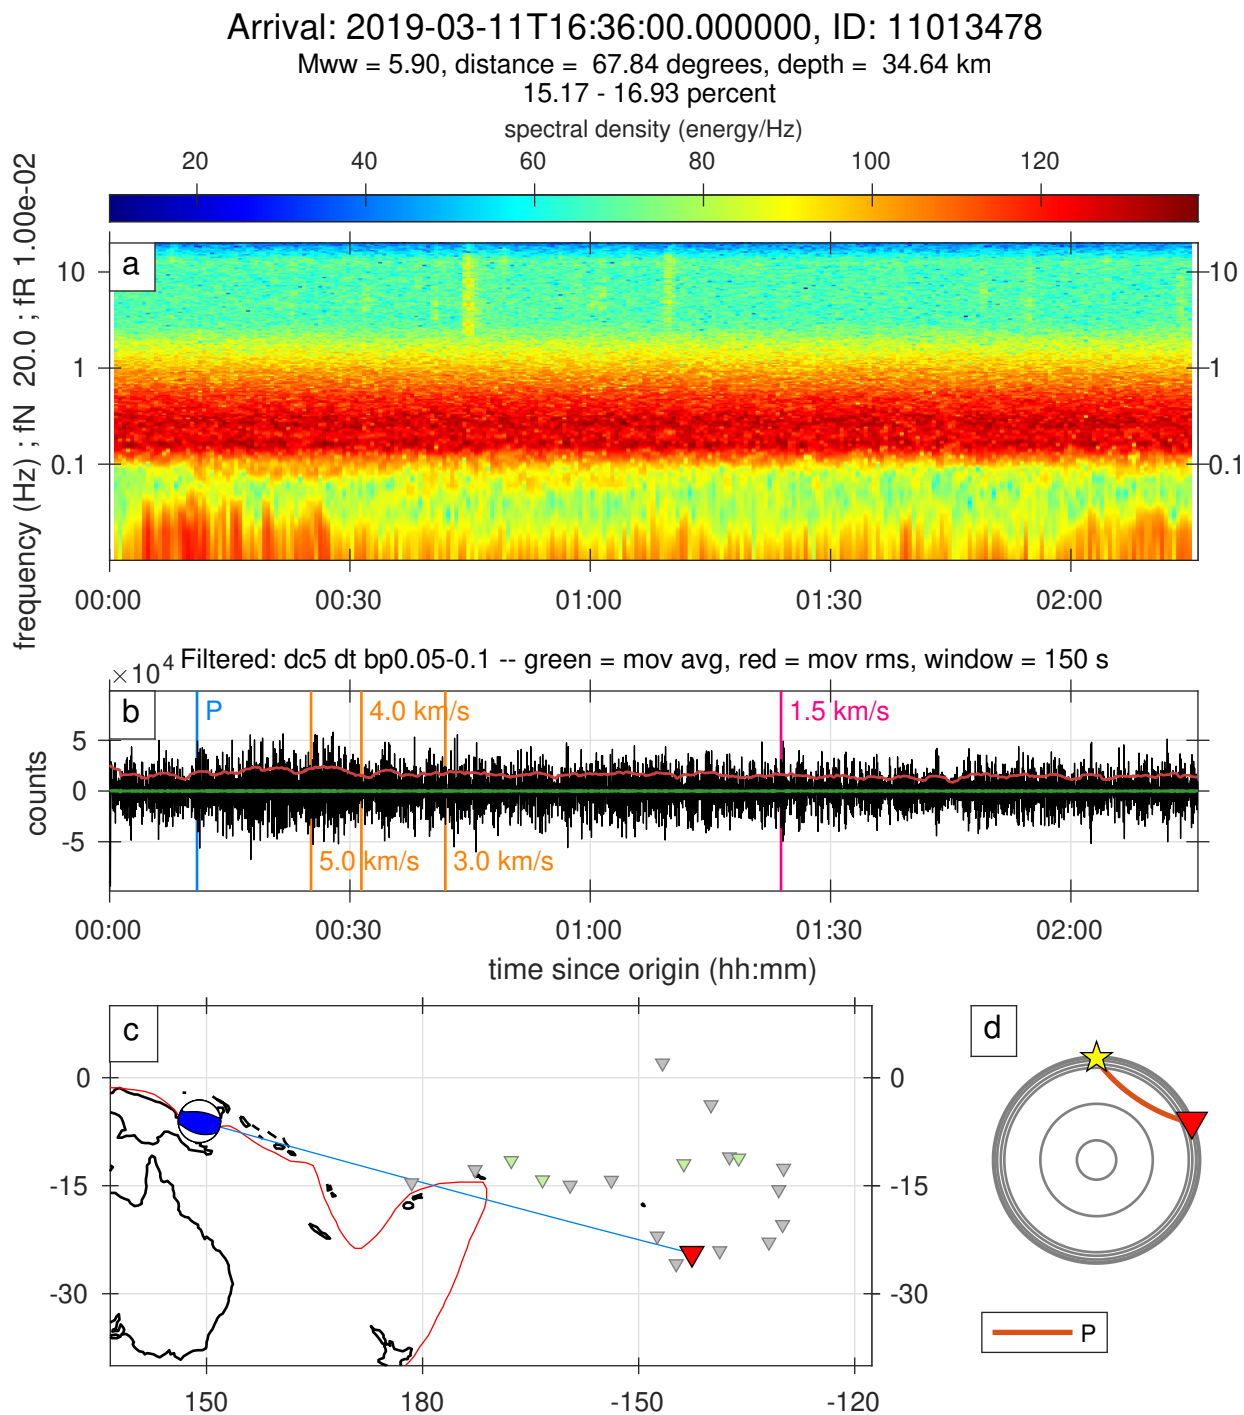 Arrival: 2019-03-11T16:36:00.000000, ID: 11013478
Mww = 5.90, distance =  67.84 degrees, depth =  34.64 km
15.17 - 16.93 percent
spectral density (energy/Hz)
20 40 60 80 100 120
frequency (Hz) ; fN  20.0 ; fR 1.00e-02
a
10 10
1 1
0.1 0.1
00:00 00:30 01:00 01:30 02:00
×10^4 Filtered: dc5 dt bp0.05-0.1 -- green = mov avg, red = mov rms, window = 150 s
b
P 4.0 km/s 1.5 km/s
5
counts
0
-5
5.0 km/s 3.0 km/s
00:00 00:30 01:00 01:30 02:00
time since origin (hh:mm)
c d
0 0
-15 -15
-30 -30
P
150 180 -150 -120